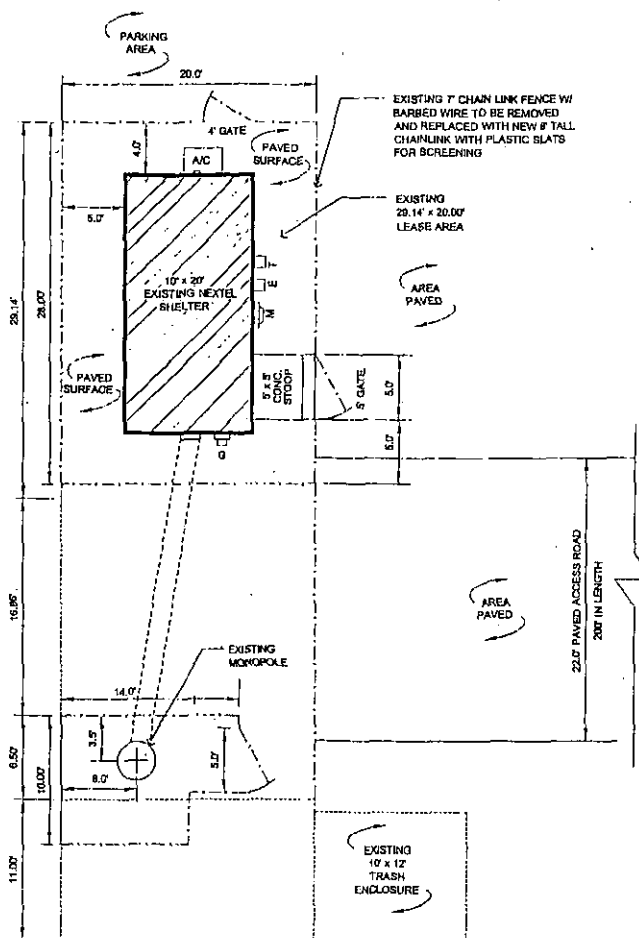 PARKING
AREA
20.0'
EXISTING 7' CHAIN LINK FENCE W/
BARBED WIRE TO BE REMOVED
AND REPLACED WITH NEW 8' TALL
CHAINLINK WITH PLASTIC SLATS
FOR SCREENING
4' GATE
4.0'
A/C
PAVED
SURFACE
EXISTING
29.14' x 20.00'
LEASE AREA
5.0'
T
E
M
10' x 20'
EXISTING NEXTEL
SHELTER
AREA
PAVED
29.14'
28.00'
PAVED
SURFACE
5' x 5'
CONC.
STOOP
5' GATE
5.0'
5.0'
G
16.86'
AREA
PAVED
22.0' PAVED ACCESS ROAD
200' IN LENGTH
EXISTING
MONOPOLE
14.0'
3.5'
5.0'
6.0'
6.50'
10.00'
11.00'
EXISTING
10' x 12'
TRASH
ENCLOSURE